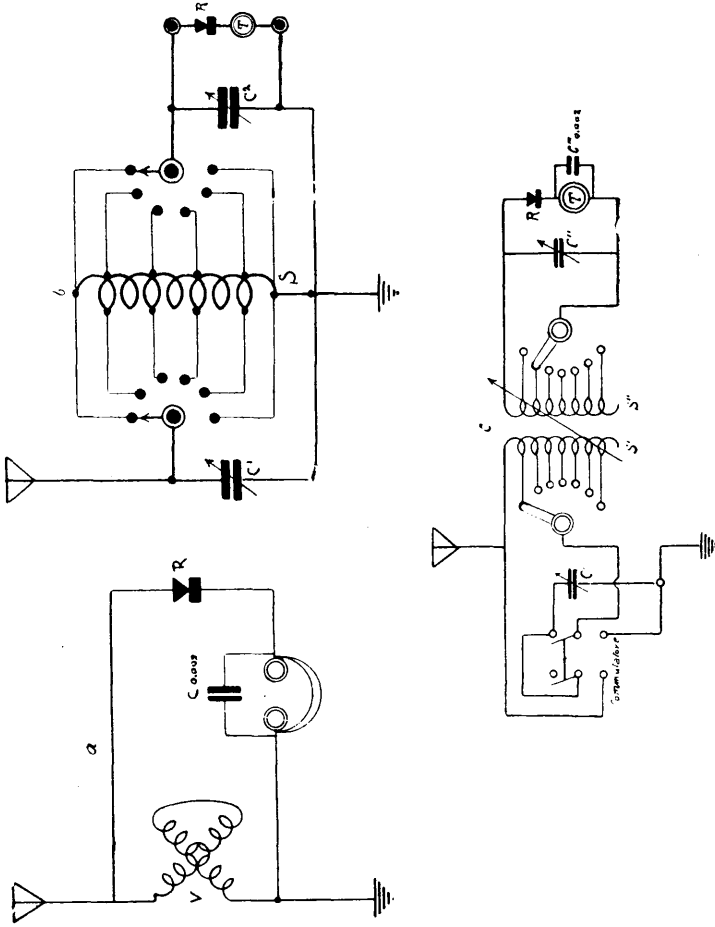 a
V
C 0.002
R
b
C'
S
C²
R
T
c
Commutatore
C'
S'
S''
C''
R
T
C''' 0.002